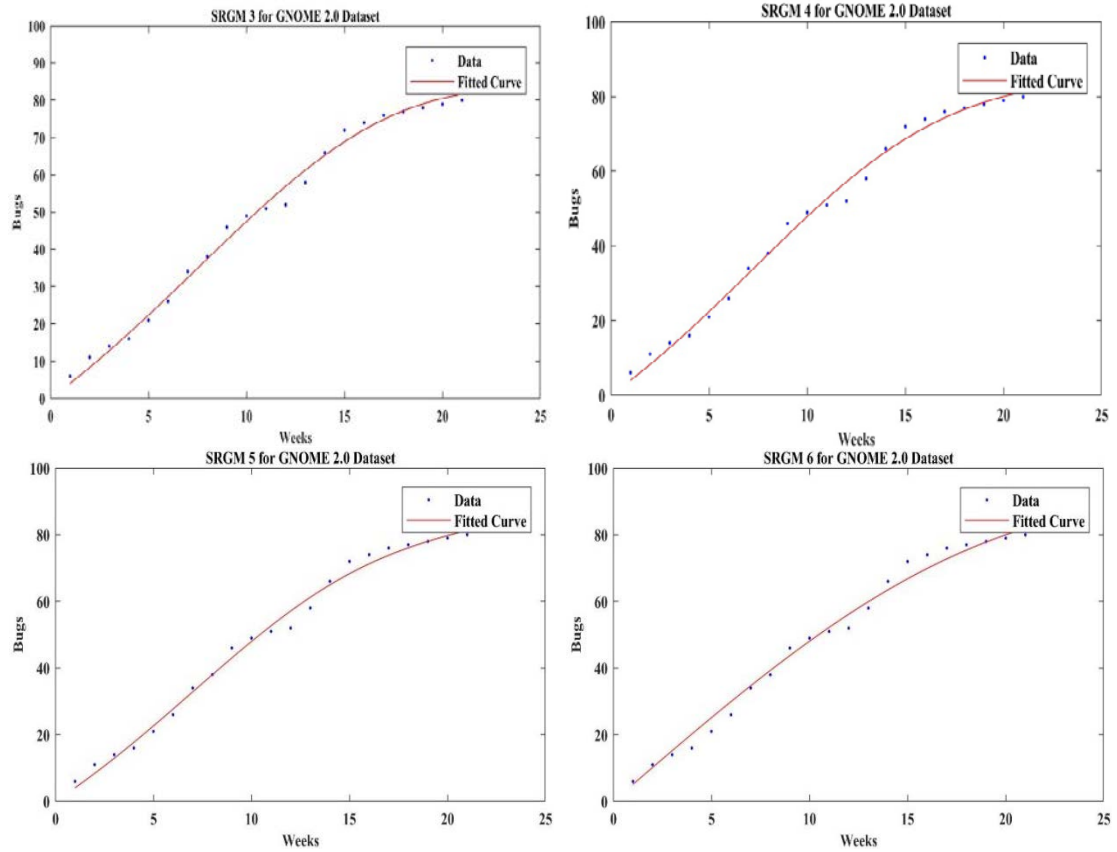 SRGM 3 for GNOME 2.0 Dataset
100
90
80
70
60
50
40
30
20
10
0
Bugs
Data
Fitted Curve
0 5 10 15 20 25
Weeks
SRGM 4 for GNOME 2.0 Dataset
100
80
60
40
20
0
Bugs
Data
Fitted Curve
0 5 10 15 20 25
Weeks
SRGM 5 for GNOME 2.0 Dataset
100
80
60
40
20
0
Bugs
Data
Fitted Curve
0 5 10 15 20 25
Weeks
SRGM 6 for GNOME 2.0 Dataset
100
80
60
40
20
0
Bugs
Data
Fitted Curve
0 5 10 15 20 25
Weeks